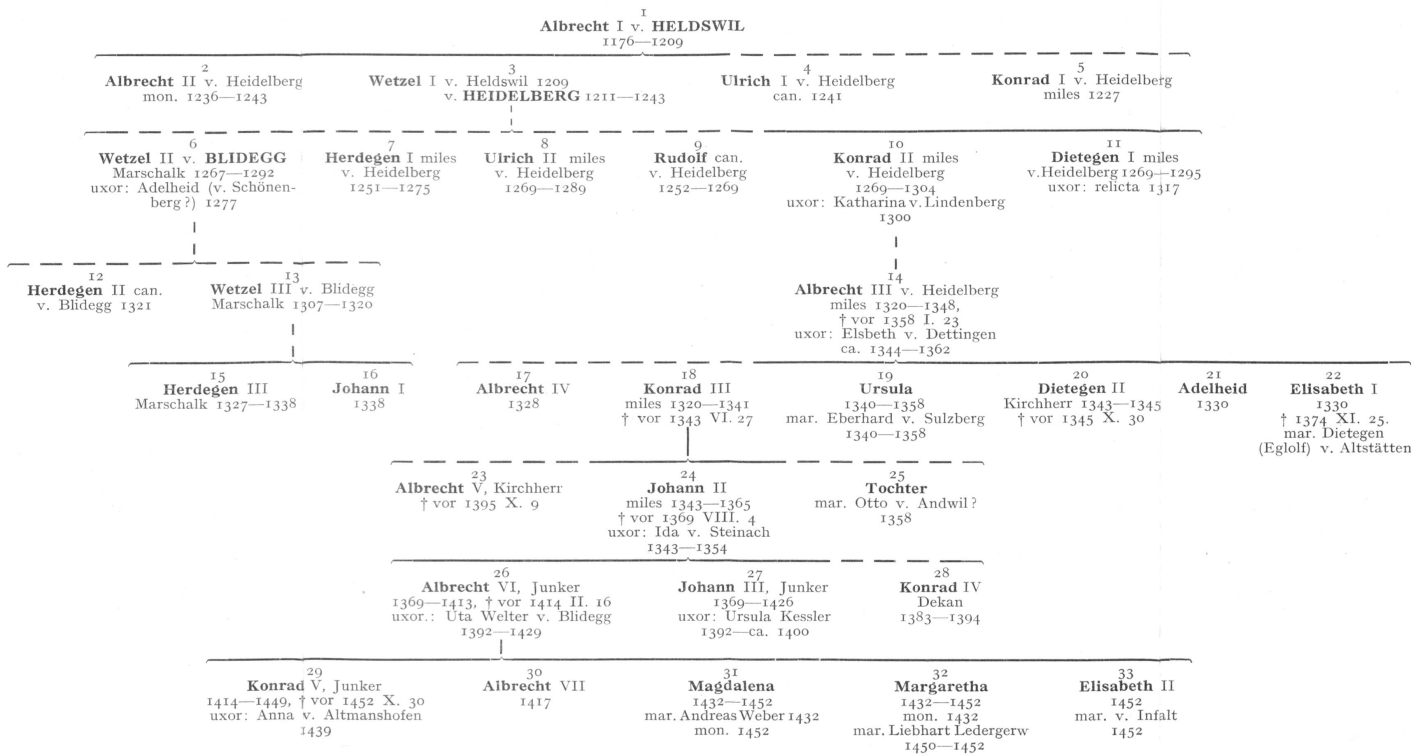 1
Albrecht I v. HELDSWIL
1176—1209
2
Albrecht II v. Heidelberg
mon. 1236—1243
3
Wetzel I v. Heldswil 1209
v. HEIDELBERG 1211—1243
4
Ulrich I v. Heidelberg
can. 1241
5
Konrad I v. Heidelberg
miles 1227
6
Wetzel II v. BLIDEGG
Marschalk 1267—1292
uxor: Adelheid (v. Schönen-
berg?) 1277
7
Herdegen I miles
v. Heidelberg
1251—1275
8
Ulrich II miles
v. Heidelberg
1269—1289
9
Rudolf can.
v. Heidelberg
1252—1269
10
Konrad II miles
v. Heidelberg
1269—1304
uxor: Katharina v. Lindenberg
1300
11
Dietegen I miles
v. Heidelberg 1269—1295
uxor: relicta 1317
12
Herdegen II can.
v. Blidegg 1321
13
Wetzel III v. Blidegg
Marschalk 1307—1320
14
Albrecht III v. Heidelberg
miles 1320—1348,
† vor 1358 I. 23
uxor: Elsbeth v. Dettingen
ca. 1344—1362
15
Herdegen III
Marschalk 1327—1338
16
Johann I
1338
17
Albrecht IV
1328
18
Konrad III
miles 1320—1341
† vor 1343 VI. 27
19
Ursula
1340—1358
mar. Eberhard v. Sulzberg
1340—1358
20
Dietegen II
Kirchherr 1343—1345
† vor 1345 X. 30
21
Adelheid
1330
22
Elisabeth I
1330
† 1374 XI. 25.
mar. Dietegen
(Eglolf) v. Altstätten
23
Albrecht V, Kirchherr
† vor 1395 X. 9
24
Johann II
miles 1343—1365
† vor 1369 VIII. 4
uxor: Ida v. Steinach
1343—1354
25
Tochter
mar. Otto v. Andwil?
1358
26
Albrecht VI, Junker
1369—1413, † vor 1414 II. 16
uxor.: Uta Welter v. Blidegg
1392—1429
27
Johann III, Junker
1369—1426
uxor: Ursula Kessler
1392—ca. 1400
28
Konrad IV
Dekan
1383—1394
29
Konrad V, Junker
1414—1449, † vor 1452 X. 30
uxor: Anna v. Altmanshofen
1439
30
Albrecht VII
1417
31
Magdalena
1432—1452
mar. Andreas Weber 1432
mon. 1452
32
Margaretha
1432—1452
mon. 1432
mar. Liebhart Ledergerw
1450—1452
33
Elisabeth II
1452
mar. v. Infalt
1452